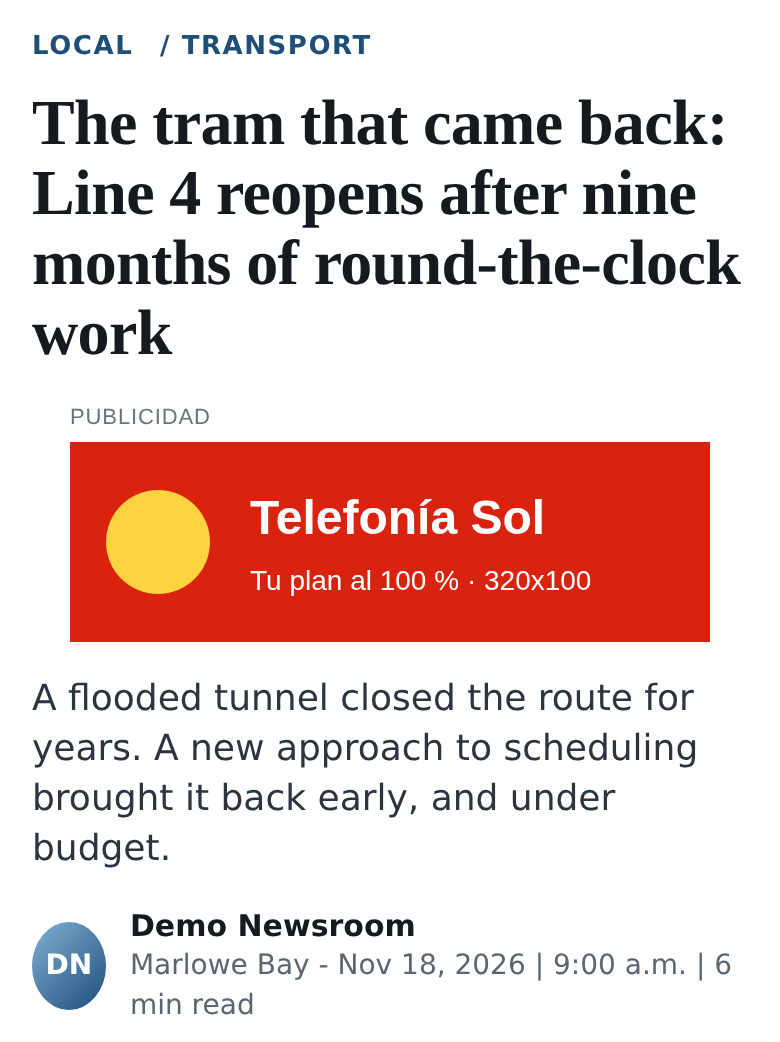 LOCAL / TRANSPORT
The tram that came back:
Line 4 reopens after nine
months of round-the-clock
work
PUBLICIDAD
Telefonía Sol
Tu plan al 100 % · 320x100
A flooded tunnel closed the route for
years. A new approach to scheduling
brought it back early, and under
budget.
DN
Demo Newsroom
Marlowe Bay - Nov 18, 2026 | 9:00 a.m. | 6
min read